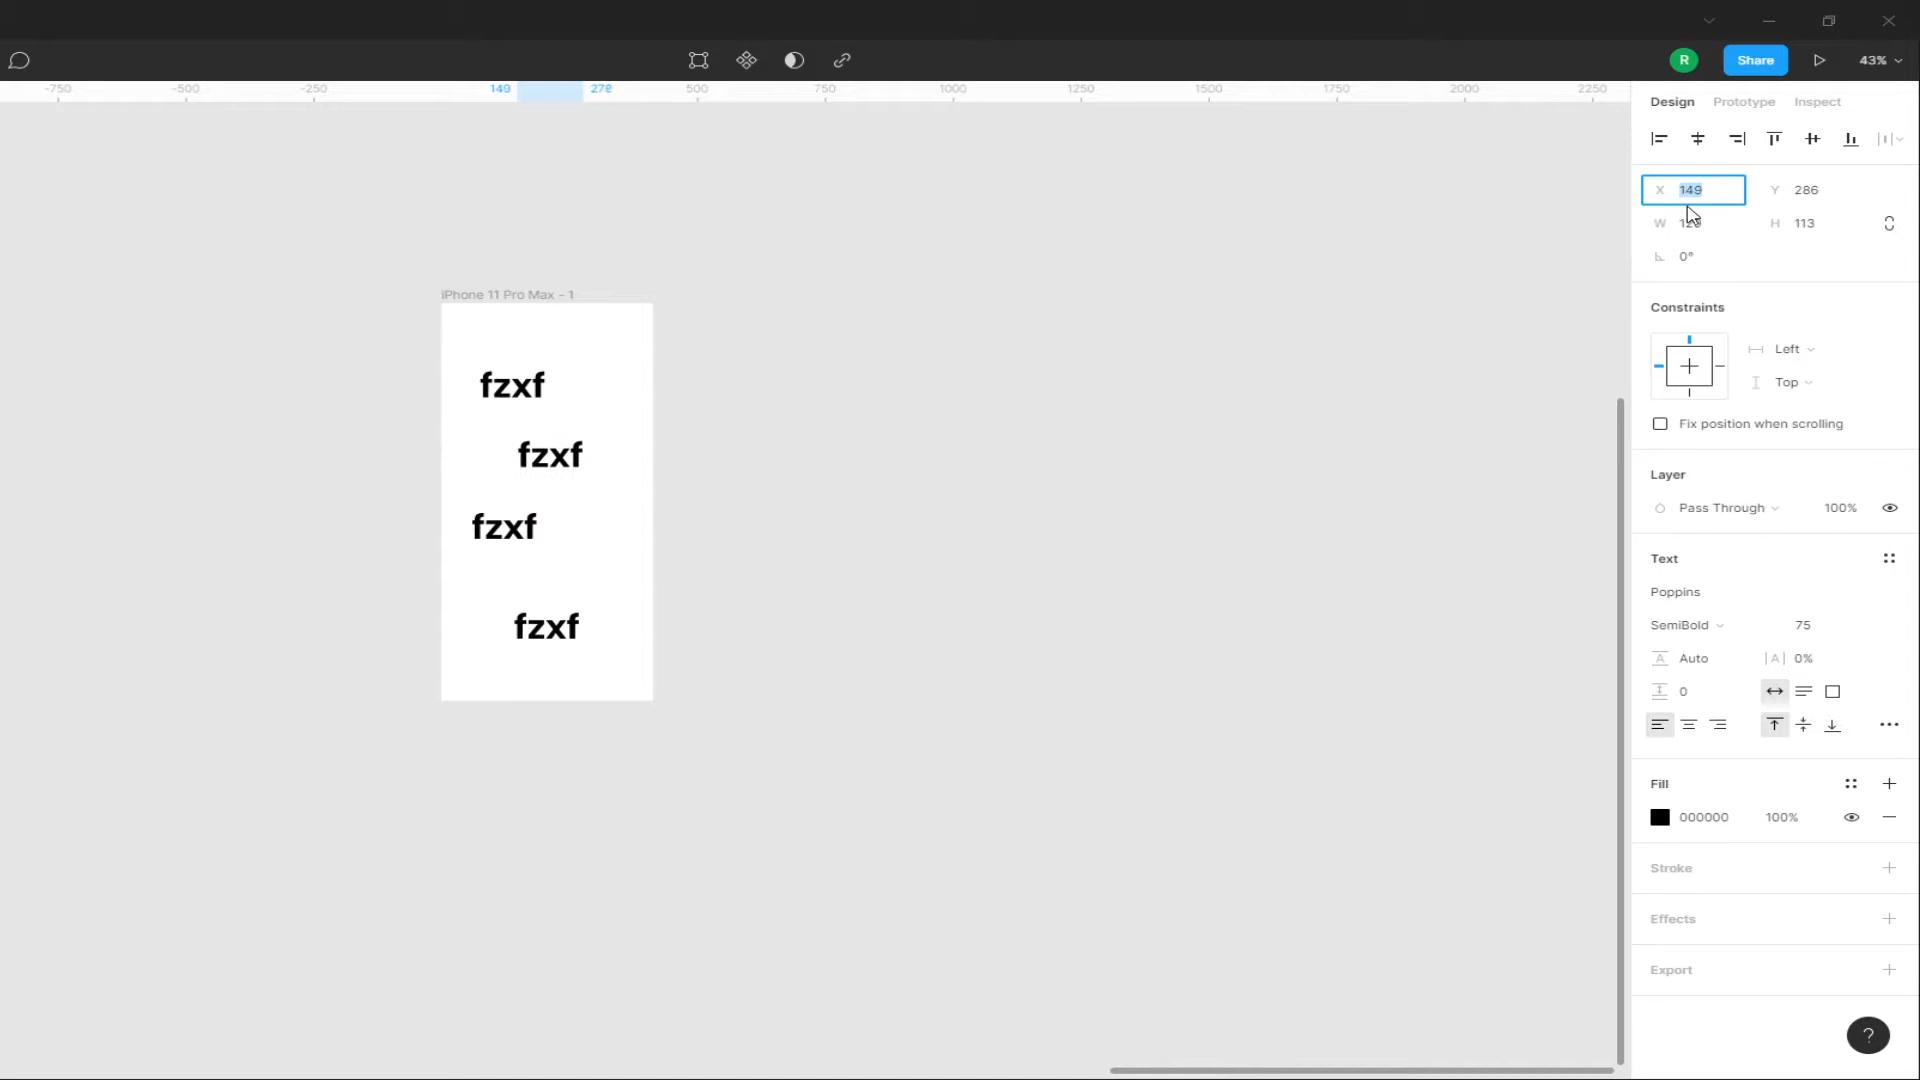 R Share 43%
-750 -500 -250 149 278 500 750 1000 1250 1500 1750 2000 2250
Design Prototype Inspect
X 149 Y 286
W H 113
0°
Constraints
Left
Top
Fix position when scrolling
Layer
Pass Through 100%
Text
Poppins
SemiBold 75
A Auto |A| 0%
0
Fill
000000 100%
Stroke
Effects
Export
?
iPhone 11 Pro Max - 1
fzxf
fzxf
fzxf
fzxf